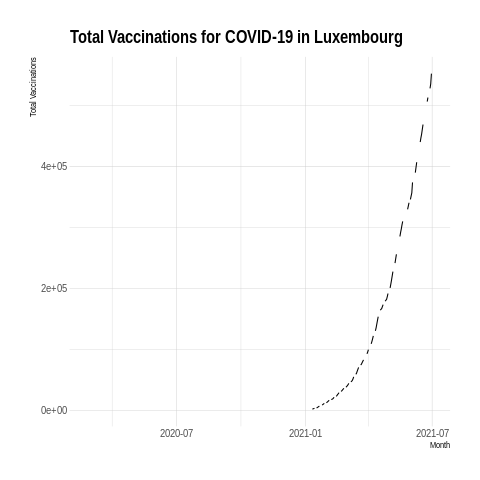 Total Vaccinations for COVID-19 in Luxembourg
Total Vaccinations
4e+05
2e+05
0e+00
2020-07
2021-01
2021-07
Month